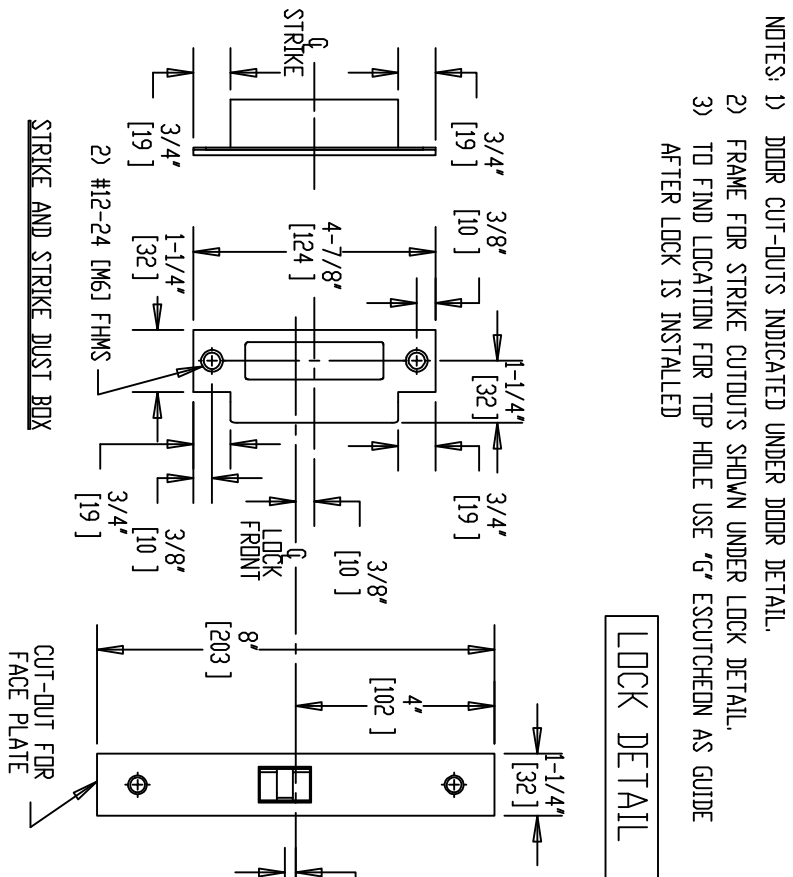 NOTES: 1) DOOR CUT-OUTS INDICATED UNDER DOOR DETAIL.
2) FRAME FOR STRIKE CUTOUTS SHOWN UNDER LOCK DETAIL.
3) TO FIND LOCATION FOR TOP HOLE USE "G" ESCUTCHEON AS GUIDE
AFTER LOCK IS INSTALLED
LOCK DETAIL
3/4"
[19 ]
3/8"
[10 ]
1-1/4"
[32 ]
3/4"
[19 ]
3/8"
[10 ]
1-1/4"
[32 ]
℄
STRIKE
4-7/8"
[124 ]
℄
LOCK
FRONT
4"
[102 ]
8"
[203 ]
3/4"
[19 ]
1-1/4"
[32 ]
3/4"
[19 ]
3/8"
[10 ]
2) #12-24 [M6] FHMS
CUT-OUT FOR
FACE PLATE
STRIKE AND STRIKE DUST BOX